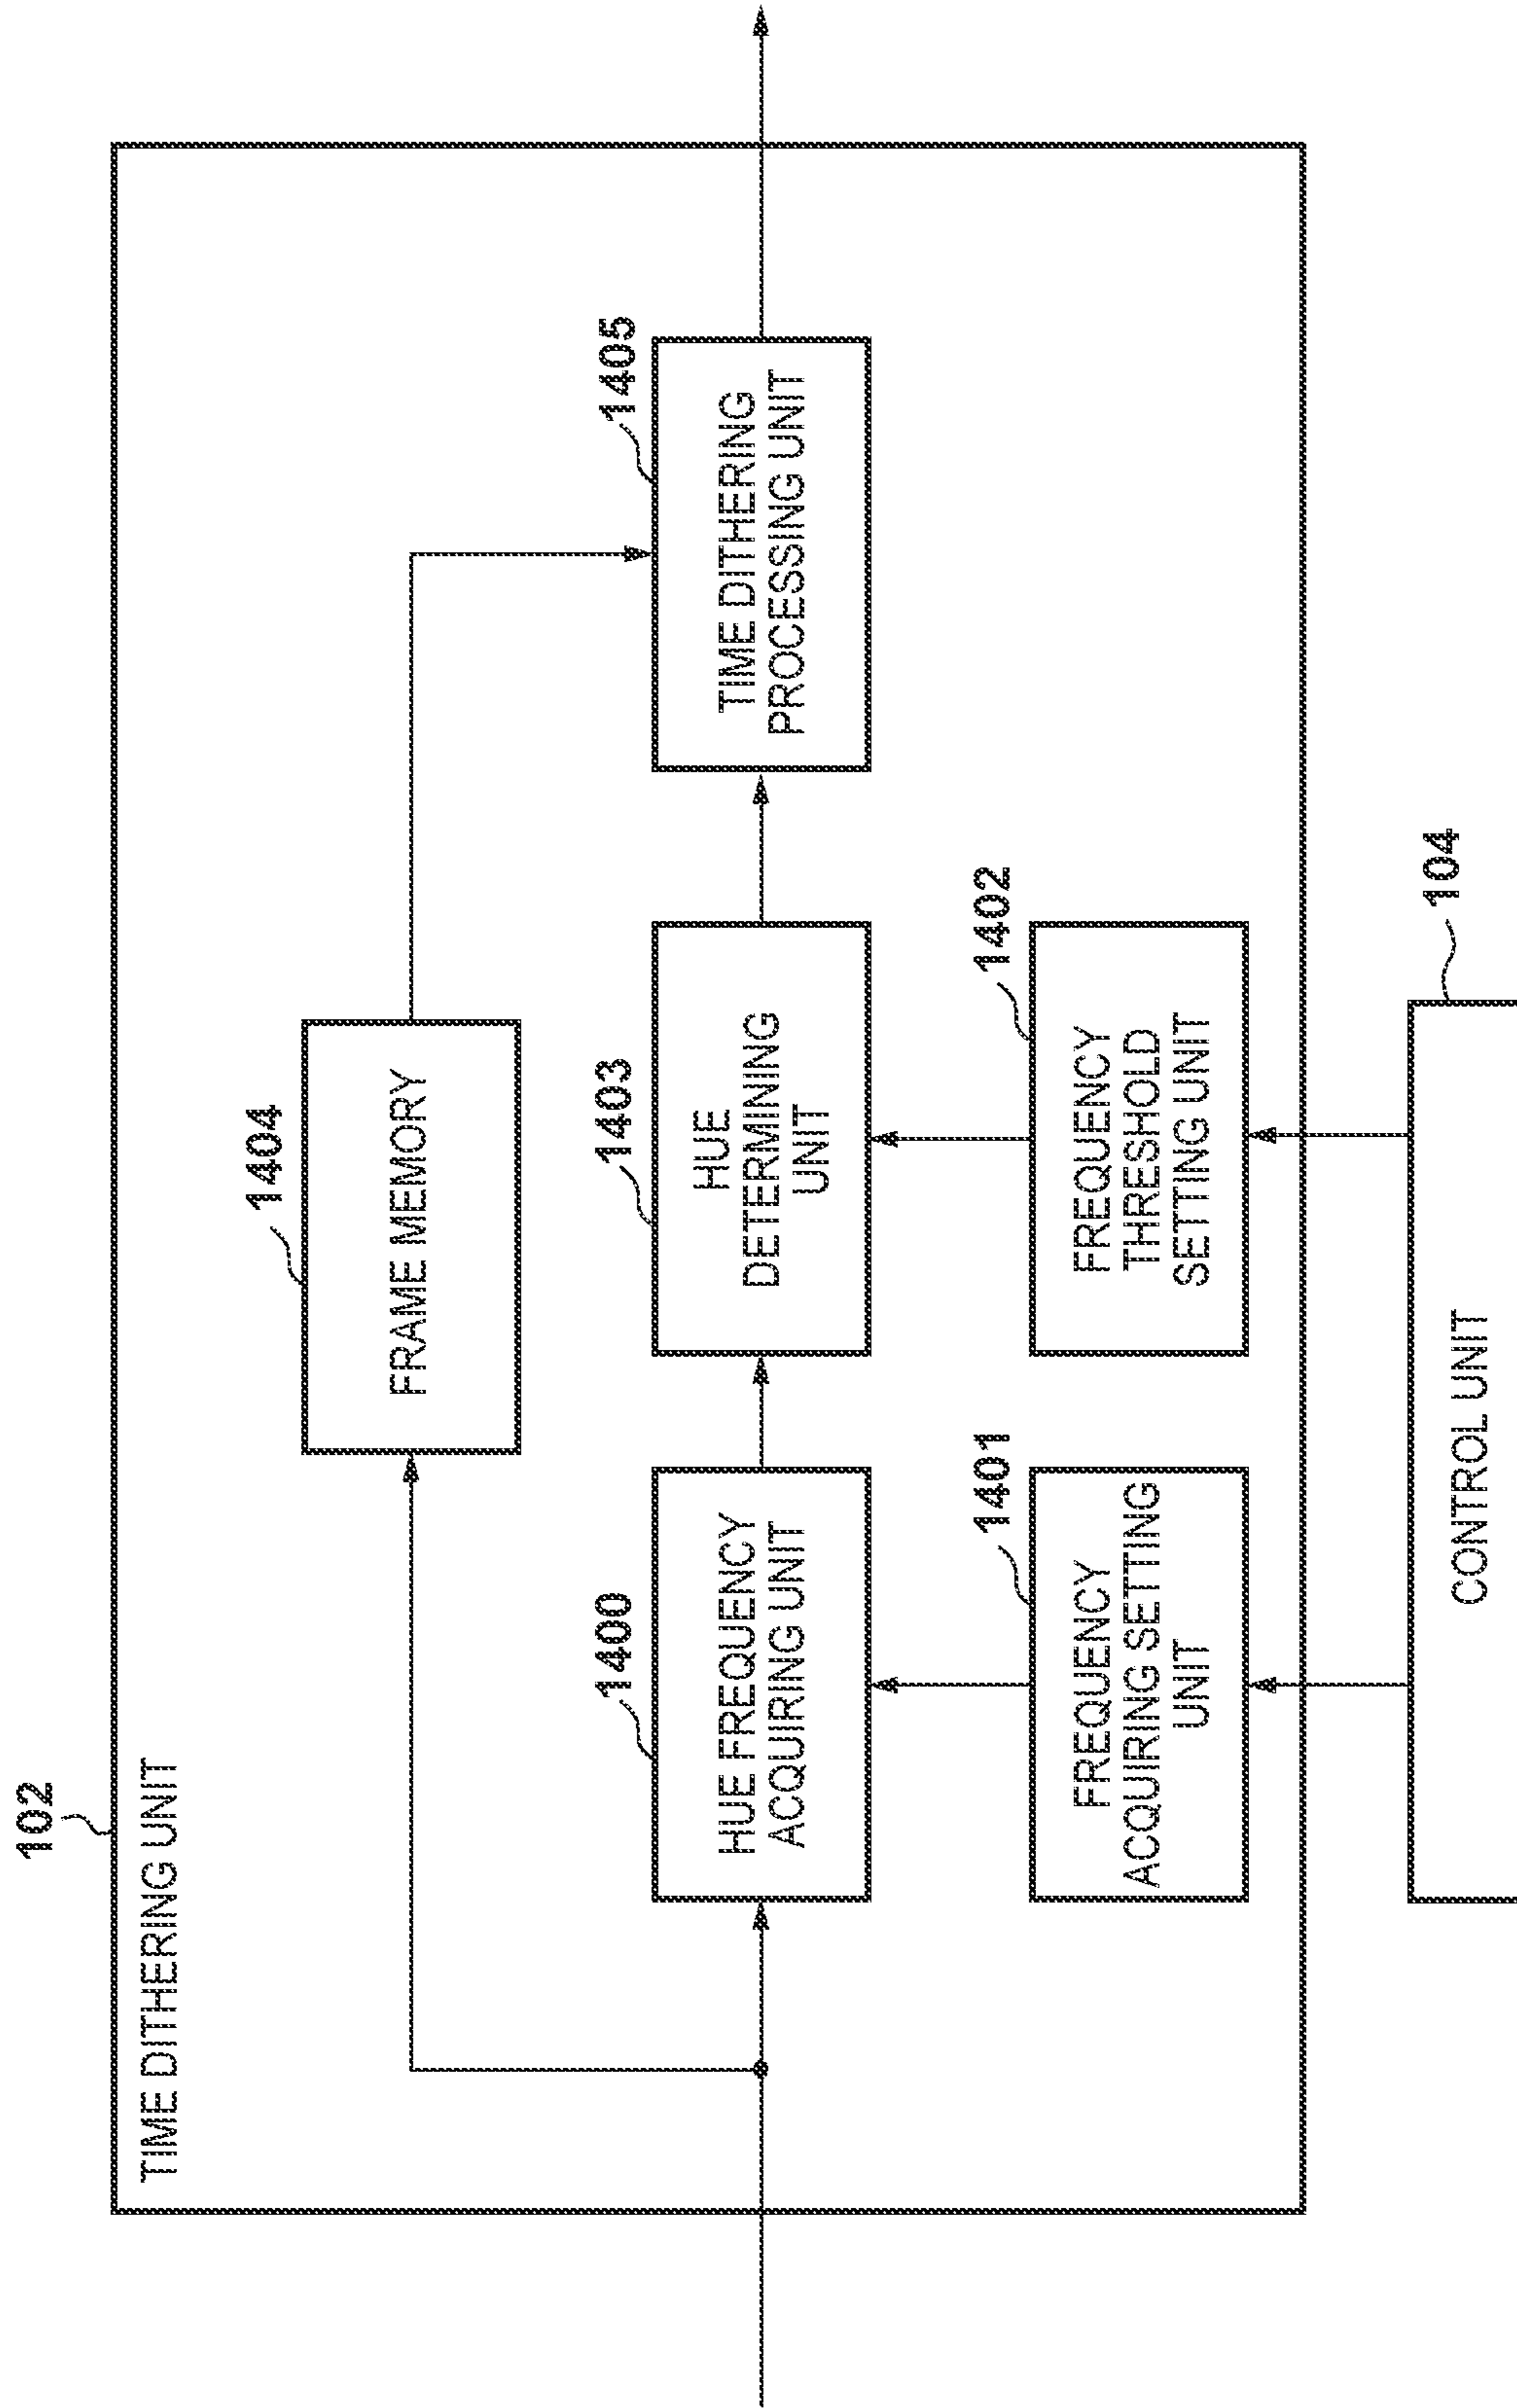 102
TIME DITHERING UNIT
1404
FRAME MEMORY
1400
HUE FREQUENCY
ACQUIRING UNIT
1403
HUE
DETERMINING
UNIT
1405
TIME DITHERING
PROCESSING UNIT
1401
FREQUENCY
ACQUIRING SETTING
UNIT
1402
FREQUENCY
THRESHOLD
SETTING UNIT
104
CONTROL UNIT